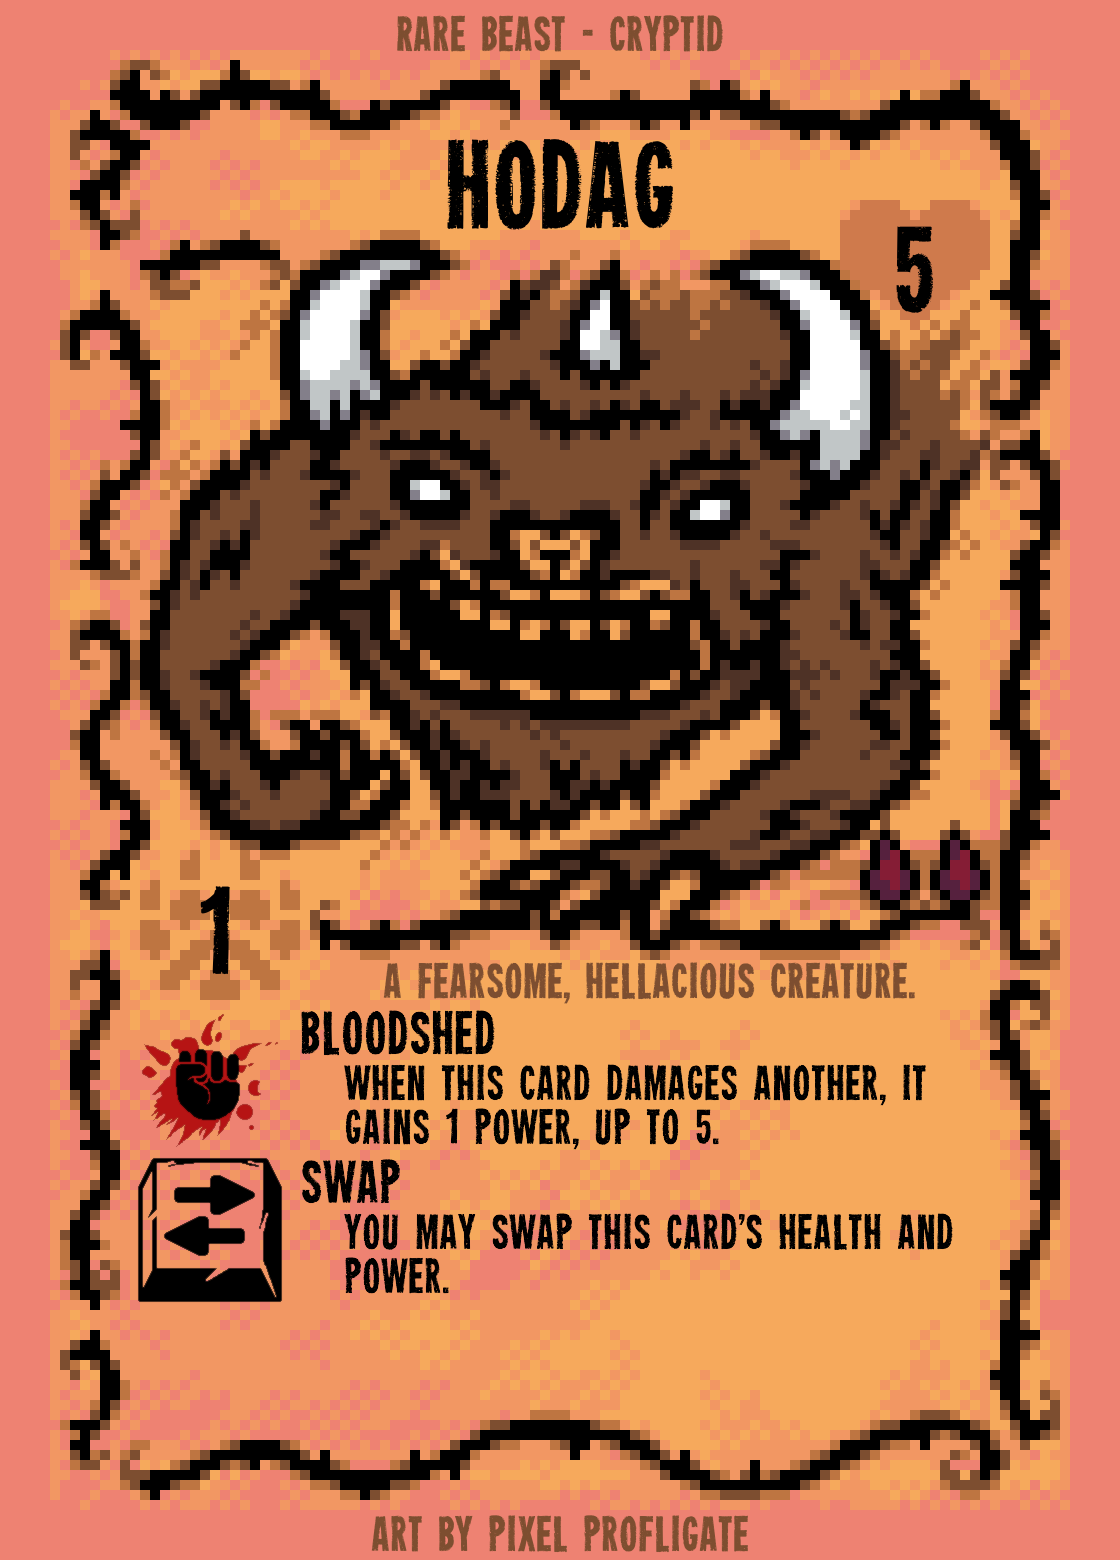 RARE BEAST - CRYPTID
HODAG
5
1
A FEARSOME, HELLACIOUS CREATURE.
BLOODSHED
WHEN THIS CARD DAMAGES ANOTHER, IT
GAINS 1 POWER, UP TO 5.
SWAP
YOU MAY SWAP THIS CARD'S HEALTH AND
POWER.
ART BY PIXEL PROFLIGATE